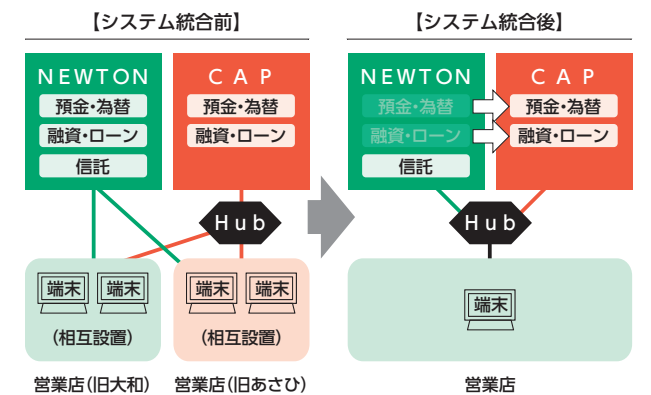 【システム統合前】
NEWTON
預金・為替
融資・ローン
信託
CAP
預金・為替
融資・ローン
Hub
端末
端末
(相互設置)
端末
端末
(相互設置)
営業店(旧大和)
営業店(旧あさひ)
【システム統合後】
NEWTON
預金・為替
融資・ローン
信託
CAP
預金・為替
融資・ローン
Hub
端末
営業店